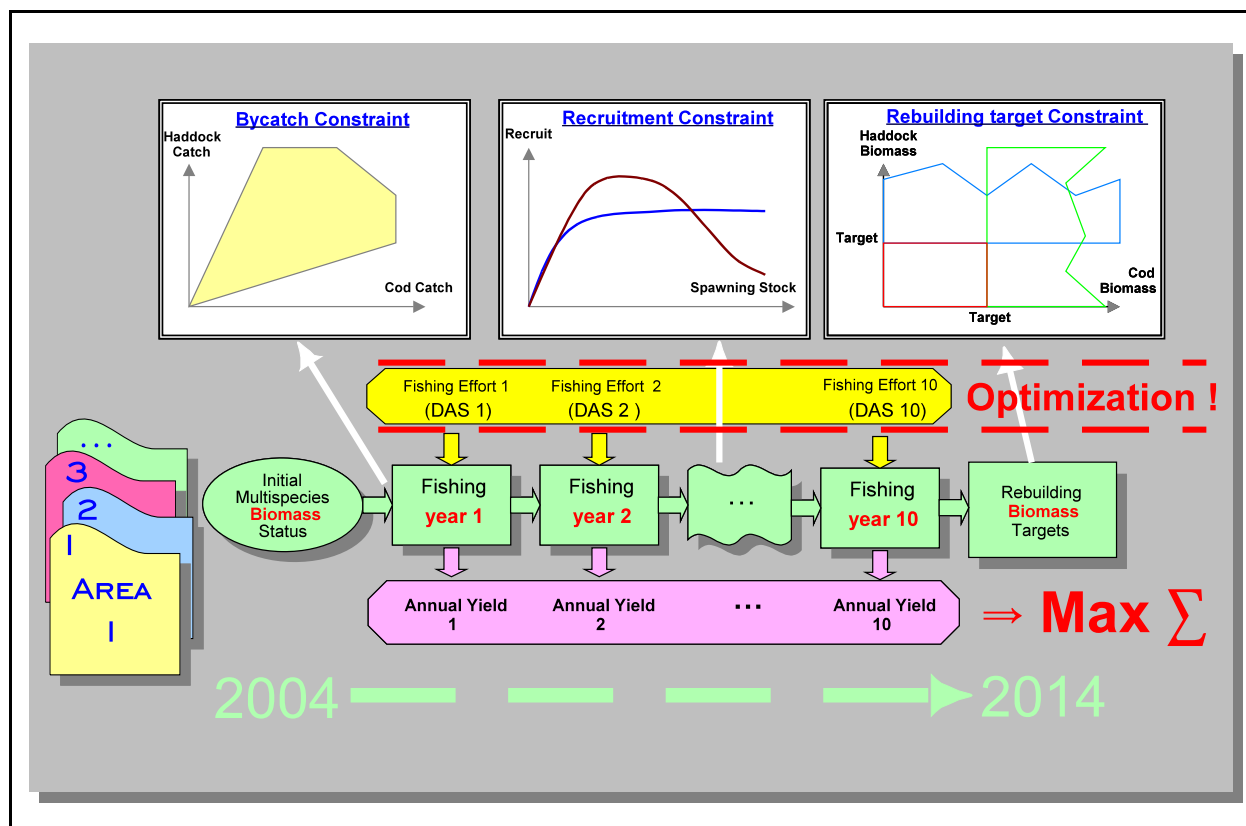 Bycatch Constraint
Haddock
Catch
Cod Catch
Recruitment Constraint
Recruit
Spawning Stock
Rebuilding target Constraint
Haddock
Biomass
Target
Cod
Biomass
Target
Fishing Effort 1
(DAS 1)
Fishing Effort 2
(DAS 2 )
Fishing Effort 10
(DAS 10)
Optimization !
...
3
2
1
AREA
1
Initial
Multispecies
Biomass
Status
Fishing
year 1
Fishing
year 2
...
Fishing
year 10
Rebuilding
Biomass
Targets
Annual Yield
1
Annual Yield
2
...
Annual Yield
10
⇒ Max ∑
2004
2014